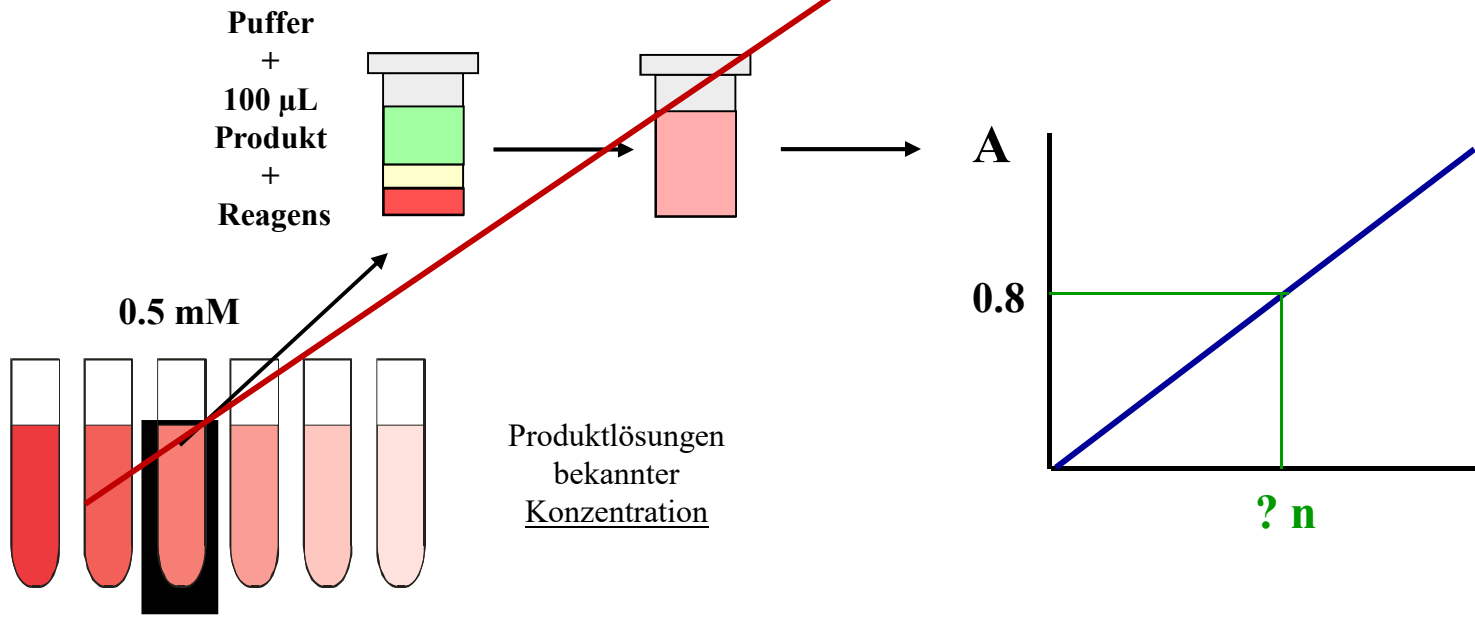 Puffer
+
100 µL
Produkt
+
Reagens
0.5 mM
Produktlösungen
bekannter
Konzentration
A
0.8
? n